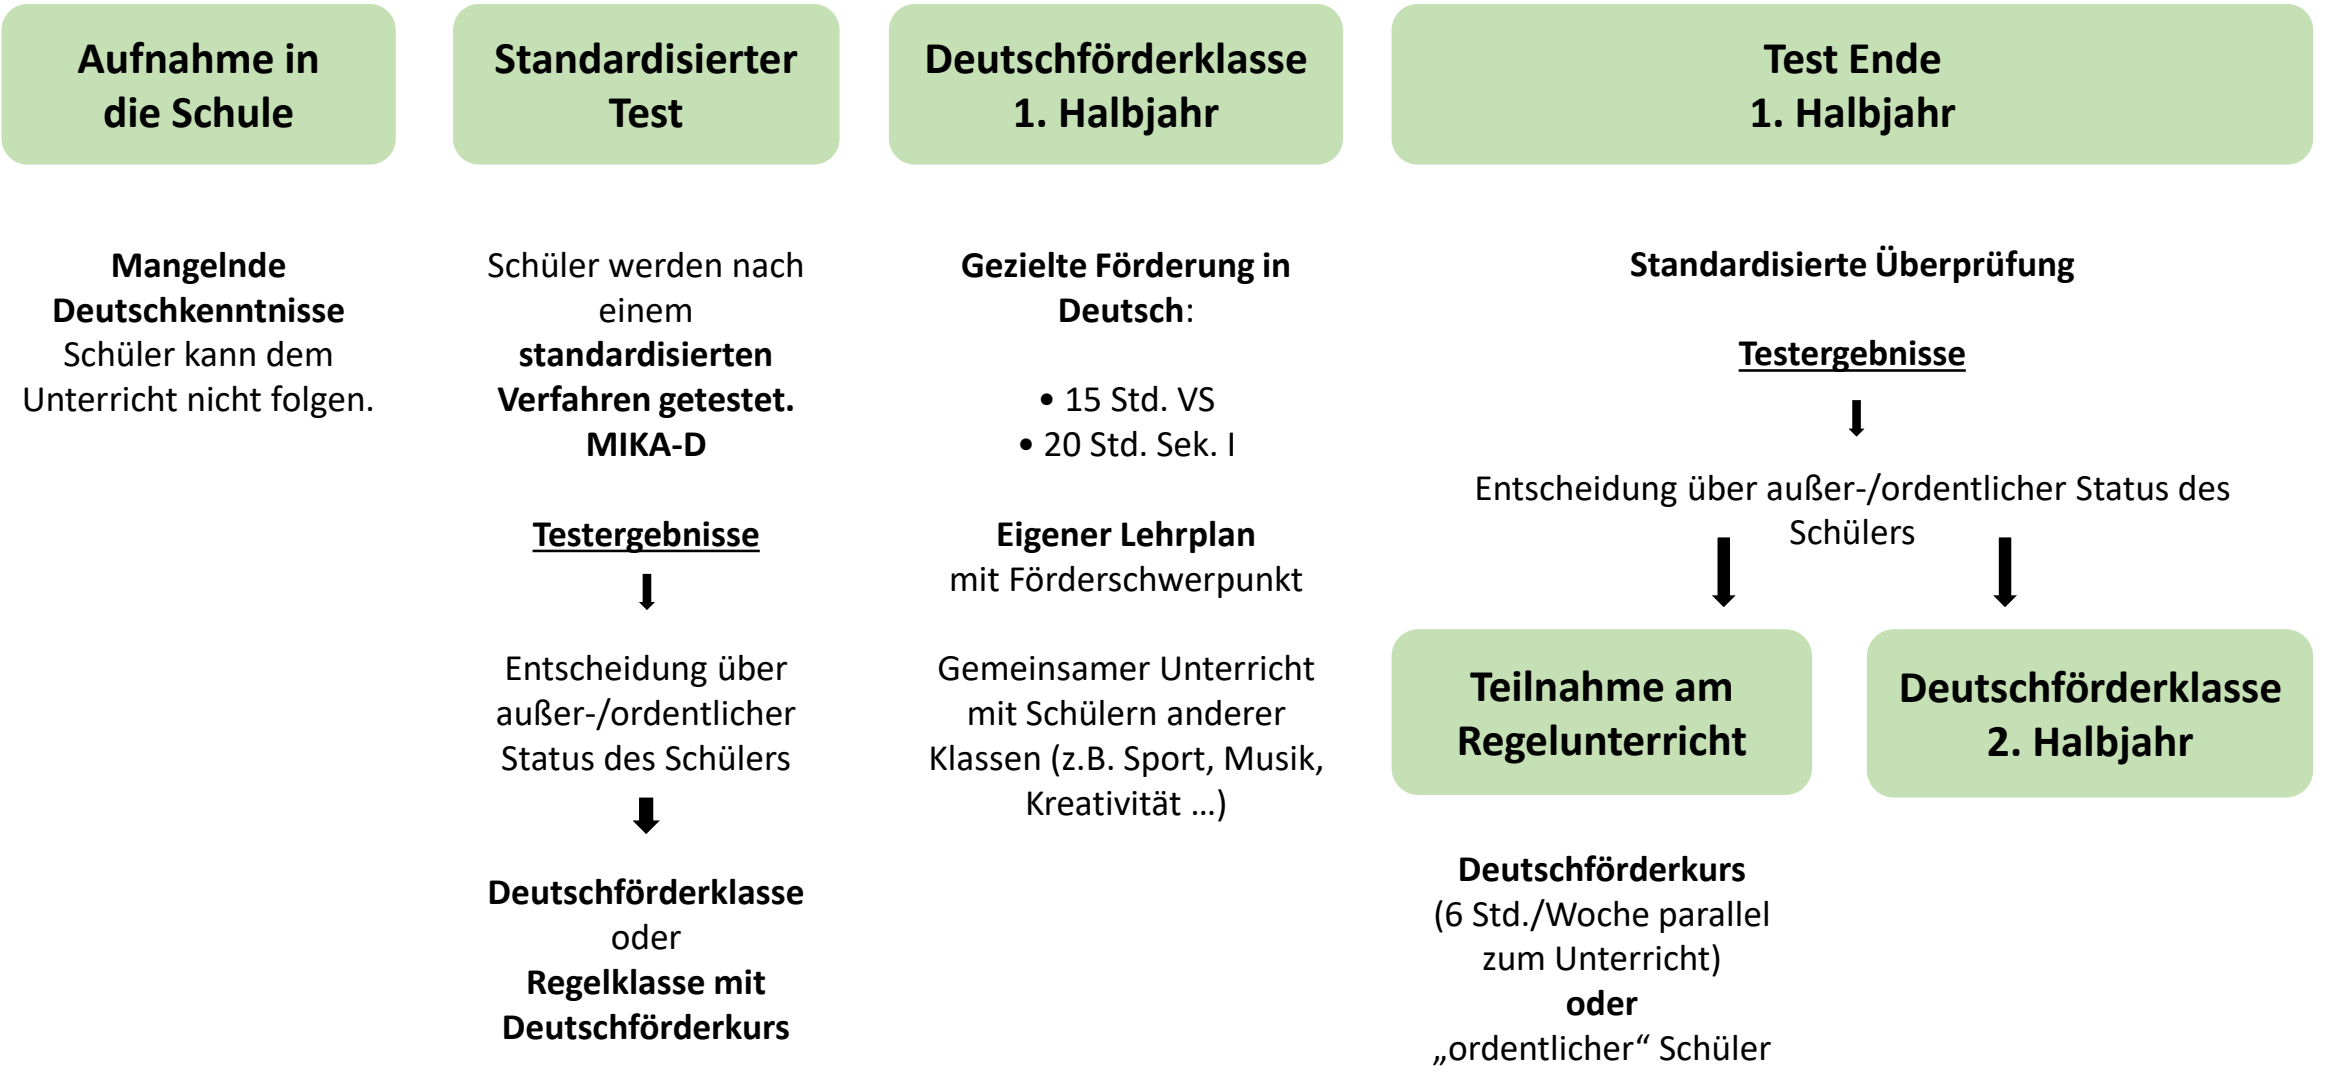 Aufnahme in
die Schule
Mangelnde
Deutschkenntnisse
Schüler kann dem
Unterricht nicht folgen.
Standardisierter
Test
Schüler werden nach
einem
standardisierten
Verfahren getestet.
MIKA-D
Testergebnisse
Entscheidung über
außer-/ordentlicher
Status des Schülers
Deutschförderklasse
oder
Regelklasse mit
Deutschförderkurs
Deutschförderklasse
1. Halbjahr
Gezielte Förderung in
Deutsch:
• 15 Std. VS
• 20 Std. Sek. I
Eigener Lehrplan
mit Förderschwerpunkt
Gemeinsamer Unterricht
mit Schülern anderer
Klassen (z.B. Sport, Musik,
Kreativität …)
Test Ende
1. Halbjahr
Standardisierte Überprüfung
Testergebnisse
Entscheidung über außer-/ordentlicher Status des
Schülers
Teilnahme am
Regelunterricht
Deutschförderkurs
(6 Std./Woche parallel
zum Unterricht)
oder
„ordentlicher“ Schüler
Deutschförderklasse
2. Halbjahr